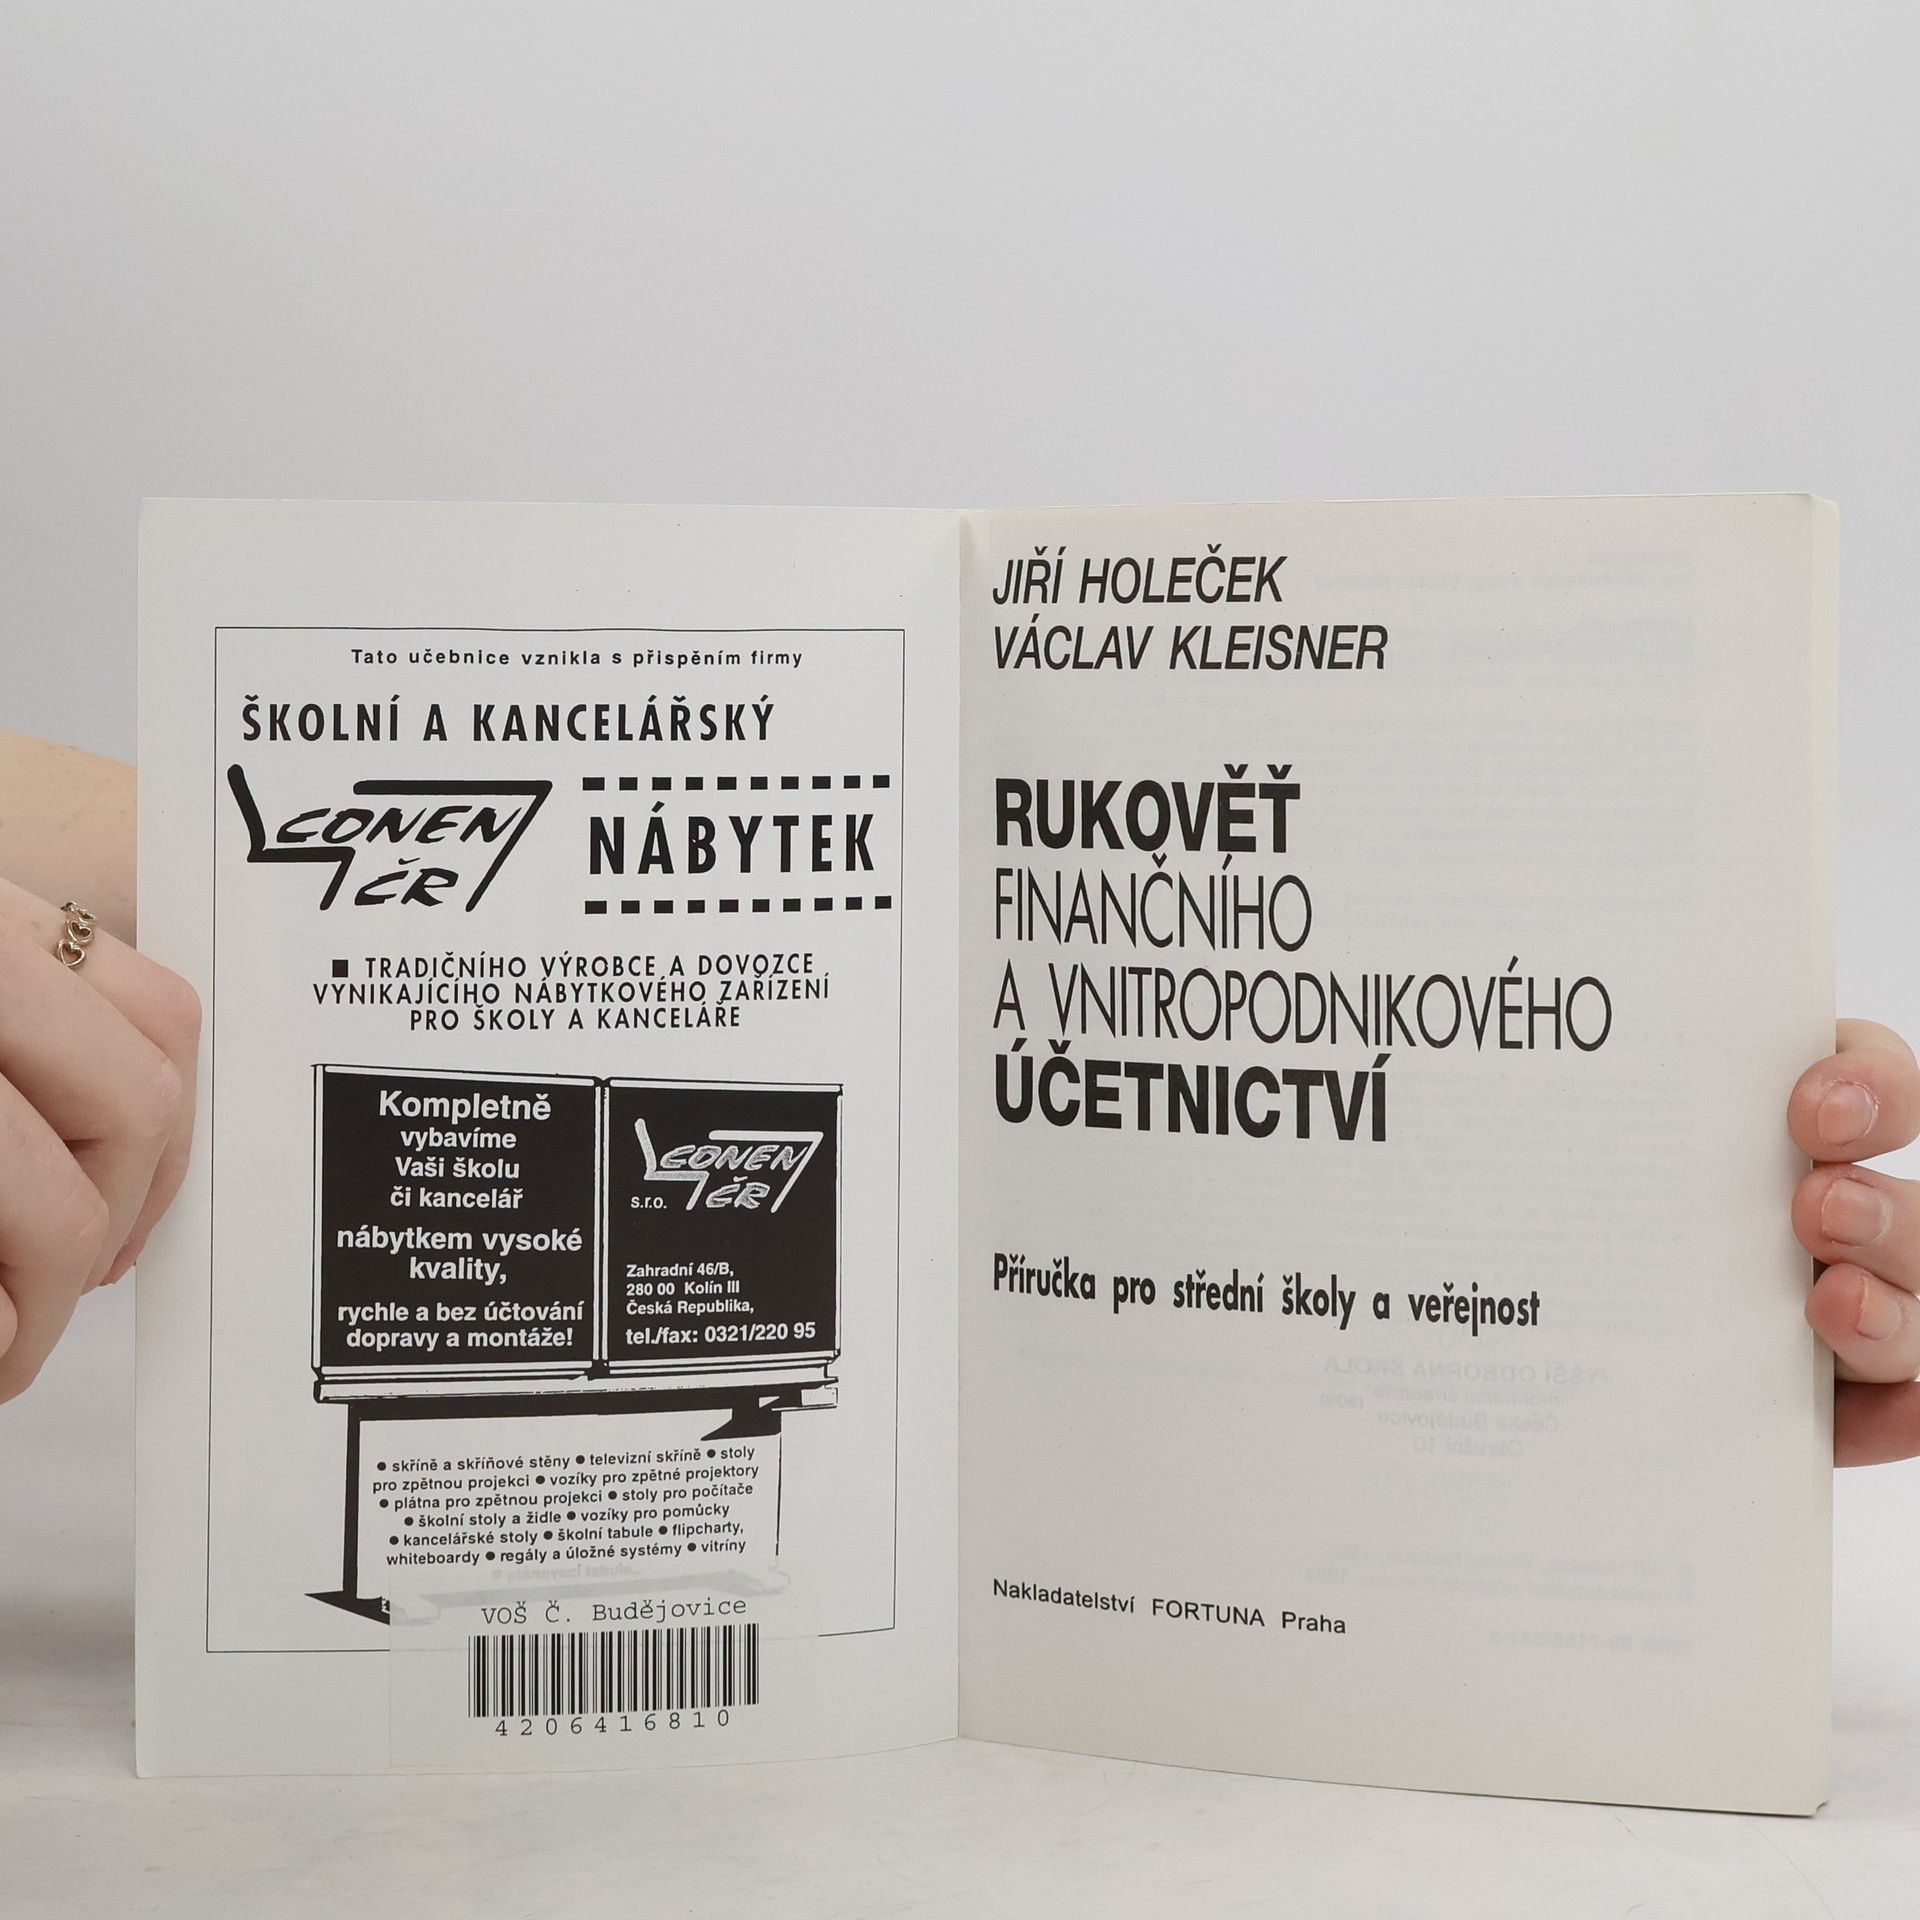 Tato učebnice vznikla s přispěním firmy
ŠKOLNÍ A KANCELÁŘSKÝ
CONEN
ČR
NÁBYTEK
■ TRADIČNÍHO VÝROBCE A DOVOZCE
VYNIKAJÍCÍHO NÁBYTKOVÉHO ZAŘÍZENÍ
PRO ŠKOLY A KANCELÁŘE
Kompletně
vybavíme
Vaši školu
či kancelář
nábytkem vysoké
kvality,
rychle a bez účtování
dopravy a montáže!
CONEN
s.r.o. ČR
Zahradní 46/B,
280 00 Kolín III
Česká Republika,
tel./fax: 0321/220 95
● skříně a skříňové stěny ● televizní skříně ● stoly
pro zpětnou projekci ● vozíky pro zpětné projektory
● plátna pro zpětnou projekci ● stoly pro počítače
● školní stoly a židle ● vozíky pro pomůcky
● kancelářské stoly ● školní tabule ● flipcharty,
whiteboardy ● regály a úložné systémy ● vitríny
● plánovací tabule...
VOŠ Č. Budějovice
4206416810
JIŘÍ HOLEČEK
VÁCLAV KLEISNER
RUKOVĚŤ
FINANČNÍHO
A VNITROPODNIKOVÉHO
ÚČETNICTVÍ
Příručka pro střední školy a veřejnost
Nakladatelství FORTUNA Praha